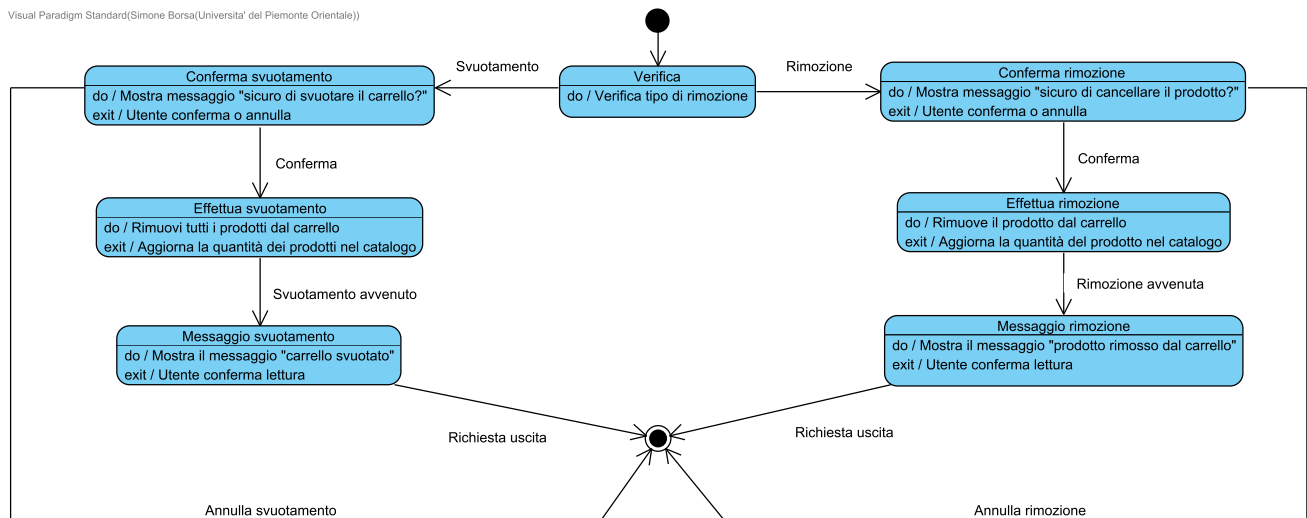 Visual Paradigm Standard(Simone Borsa(Universita' del Piemonte Orientale))
Conferma svuotamento
do / Mostra messaggio "sicuro di svuotare il carrello?"
exit / Utente conferma o annulla
Svuotamento
Verifica
do / Verifica tipo di rimozione
Rimozione
Conferma rimozione
do / Mostra messaggio "sicuro di cancellare il prodotto?"
exit / Utente conferma o annulla
Conferma
Conferma
Effettua svuotamento
do / Rimuovi tutti i prodotti dal carrello
exit / Aggiorna la quantità dei prodotti nel catalogo
Effettua rimozione
do / Rimuove il prodotto dal carrello
exit / Aggiorna la quantità del prodotto nel catalogo
Svuotamento avvenuto
Rimozione avvenuta
Messaggio svuotamento
do / Mostra il messaggio "carrello svuotato"
exit / Utente conferma lettura
Messaggio rimozione
do / Mostra il messaggio "prodotto rimosso dal carrello"
exit / Utente conferma lettura
Richiesta uscita
Richiesta uscita
Annulla svuotamento
Annulla rimozione